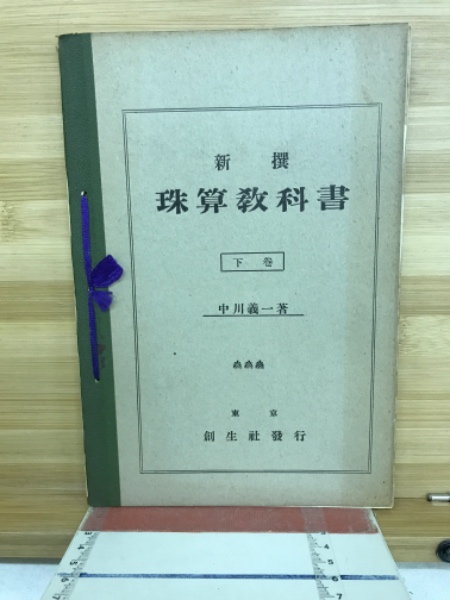 新撰
珠算教科書
下巻
中川義一著
東京
創生社發行